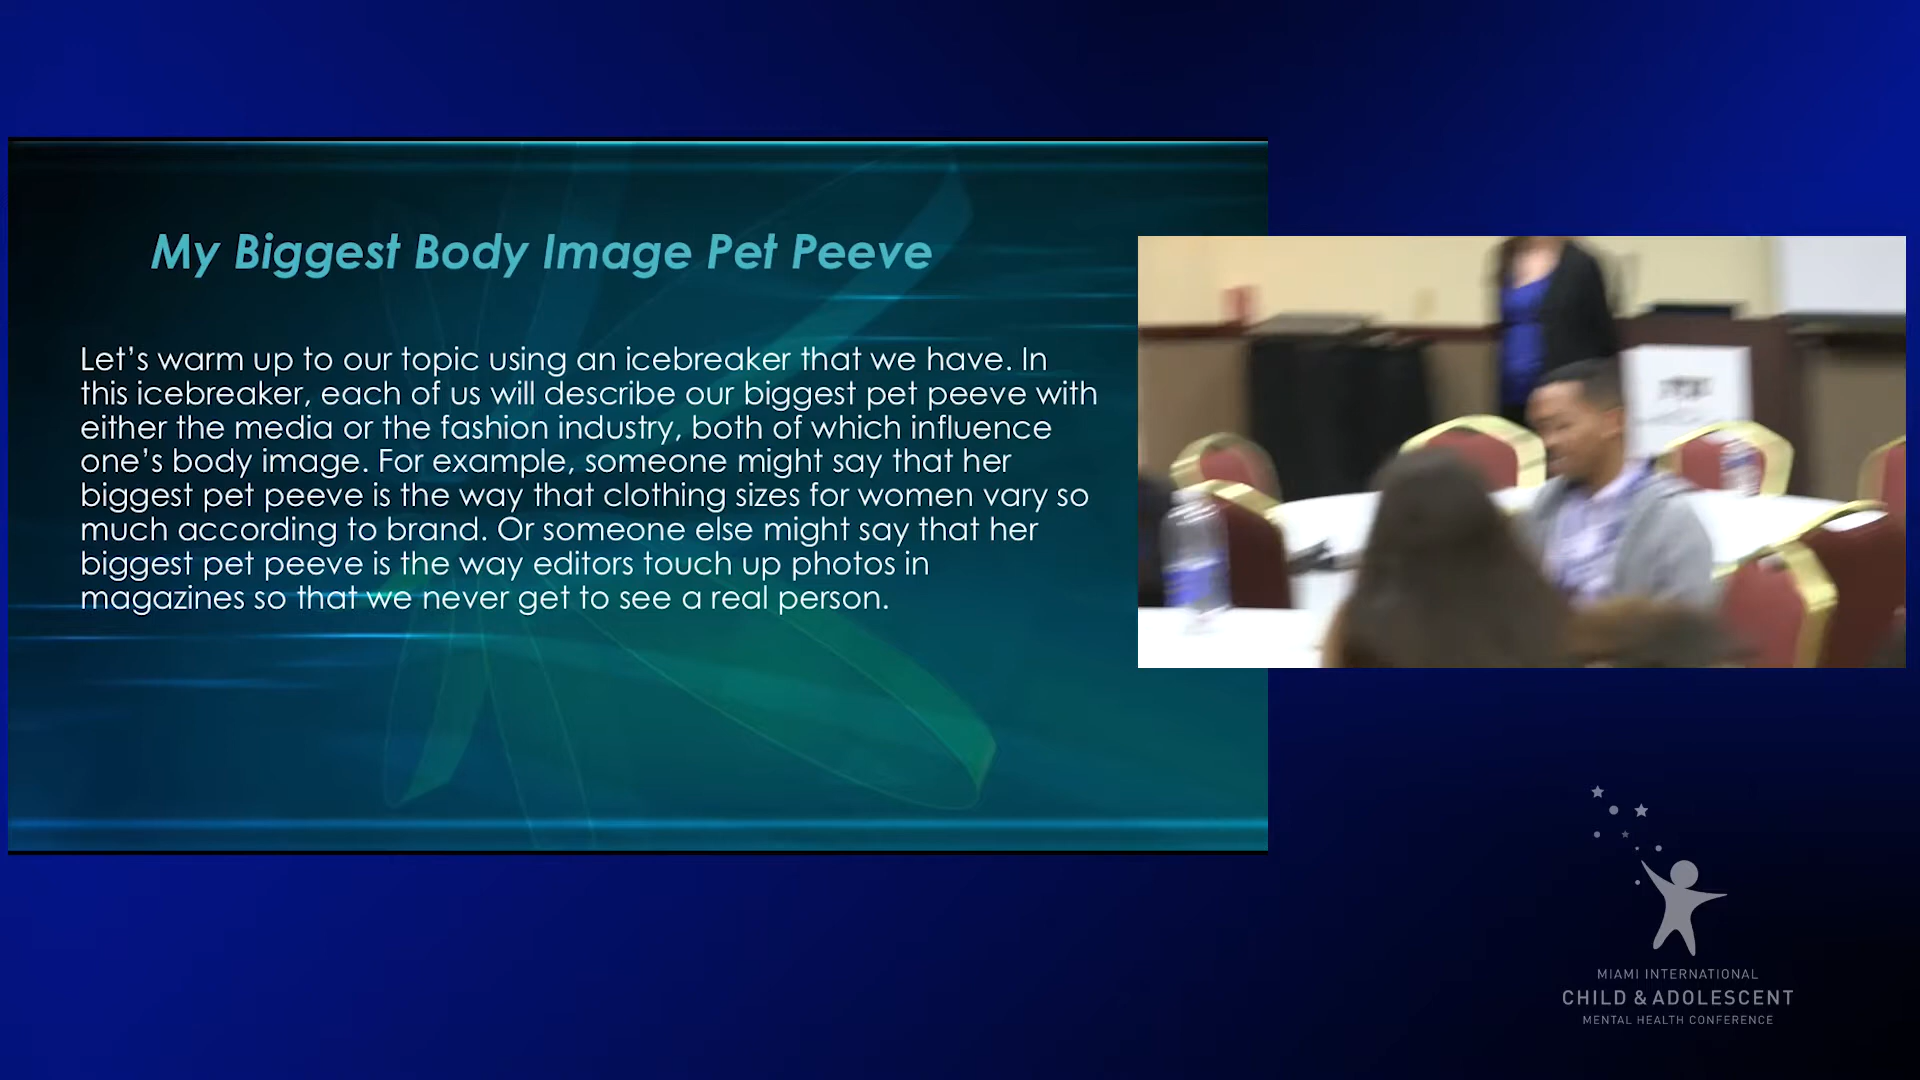 My Biggest Body Image Pet Peeve
Let’s warm up to our topic using an icebreaker that we have. In
this icebreaker, each of us will describe our biggest pet peeve with
either the media or the fashion industry, both of which influence
one’s body image. For example, someone might say that her
biggest pet peeve is the way that clothing sizes for women vary so
much according to brand. Or someone else might say that her
biggest pet peeve is the way editors touch up photos in
magazines so that we never get to see a real person.
MIAMI INTERNATIONAL
CHILD & ADOLESCENT
MENTAL HEALTH CONFERENCE